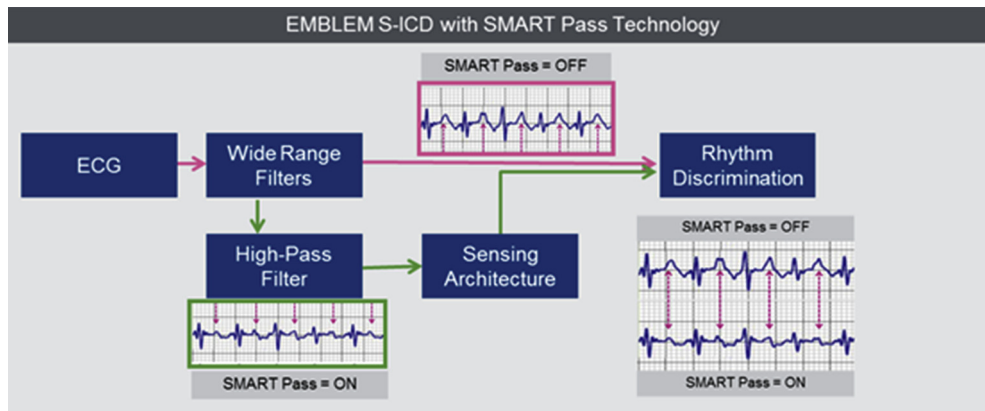 EMBLEM S-ICD with SMART Pass Technology
SMART Pass = OFF
ECG
Wide Range
Filters
Rhythm
Discrimination
High-Pass
Filter
Sensing
Architecture
SMART Pass = ON
SMART Pass = OFF
SMART Pass = ON